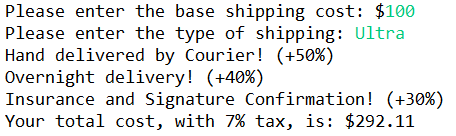 Please enter the base shipping cost: $100
Please enter the type of shipping: Ultra
Hand delivered by Courier! (+50%)
Overnight delivery! (+40%)
Insurance and Signature Confirmation! (+30%)
Your total cost, with 7% tax, is: $292.11